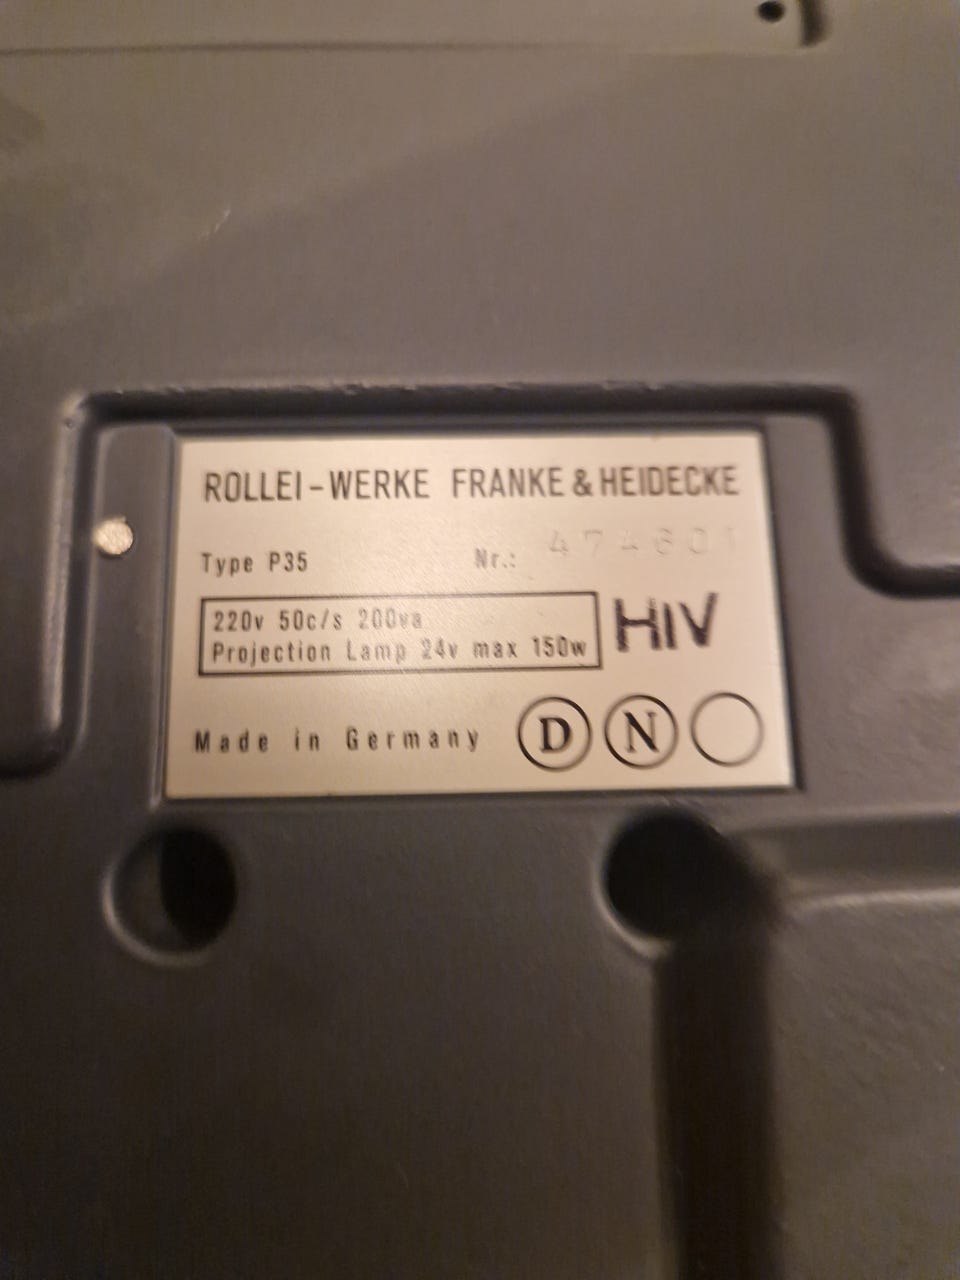 ROLLEI-WERKE FRANKE & HEIDECKE
Type P35 Nr.:
220v 50c/s 200va
Projection Lamp 24v max 150w
HIV
Made in Germany D N